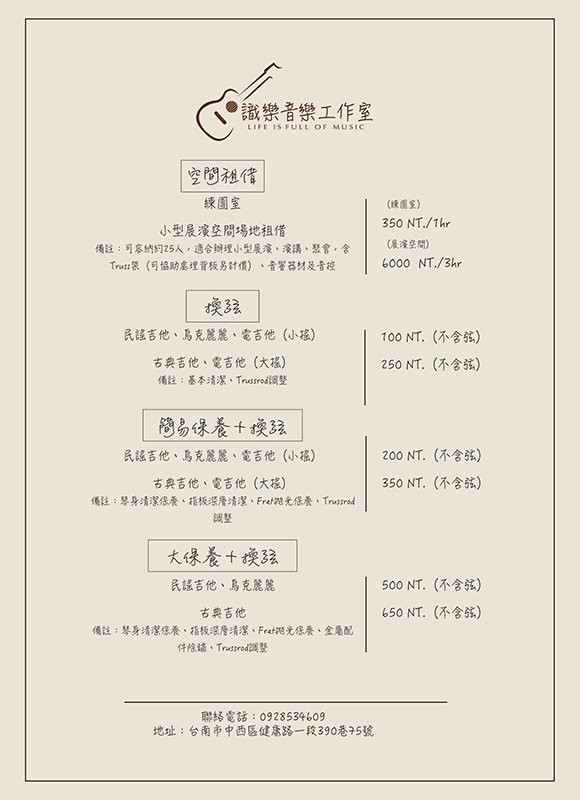 識樂音樂工作室
LIFE IS FULL OF MUSIC
空間租借
練團室
(練團室)
350 NT./1hr
小型展演空間場地租借
備註：可容納約25人，適合辦理小型展演、演講、聚會，含
Truss架（可協助處理背板另計價）、音響器材及音控
(展演空間)
6000 NT./3hr
換弦
民謠吉他、烏克麗麗、電吉他（小搖）
100 NT.（不含弦）
古典吉他、電吉他（大搖）
250 NT.（不含弦）
備註：基本清潔、Trussrod調整
簡易保養＋換弦
民謠吉他、烏克麗麗、電吉他（小搖）
200 NT.（不含弦）
古典吉他、電吉他（大搖）
350 NT.（不含弦）
備註：琴身清潔保養、指板深層清潔、Fret拋光保養、Trussrod
調整
大保養＋換弦
民謠吉他、烏克麗麗
500 NT.（不含弦）
古典吉他
650 NT.（不含弦）
備註：琴身清潔保養、指板深層清潔、Fret拋光保養、金屬配
件除鏽、Trussrod調整
聯絡電話：0928534609
地址：台南市中西區健康路一段390巷75號